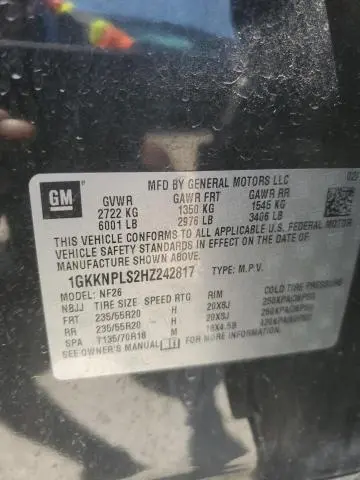 GM
MFD BY GENERAL MOTORS LLC
GVWR GAWR FRT GAWR RR
2722 KG 1350 KG 1545 KG
6001 LB 2976 LB 3406 LB
THIS VEHICLE CONFORMS TO ALL APPLICABLE U.S. FEDERAL MOTOR
VEHICLE SAFETY STANDARDS IN EFFECT ON THE DATE OF
MANUFACTURE SHOWN ABOVE.
1GKKNPLS2HZ242817 TYPE: M.P.V.
MODEL: NF26
NBJJ TIRE SIZE SPEED RTG RIM COLD TIRE PRESSURE
FRT 235/55R20 H 20X8J
RR 235/55R20 H 20X8J
SPA T135/70R18 M 18X4.5B
SEE OWNER'S MANUAL